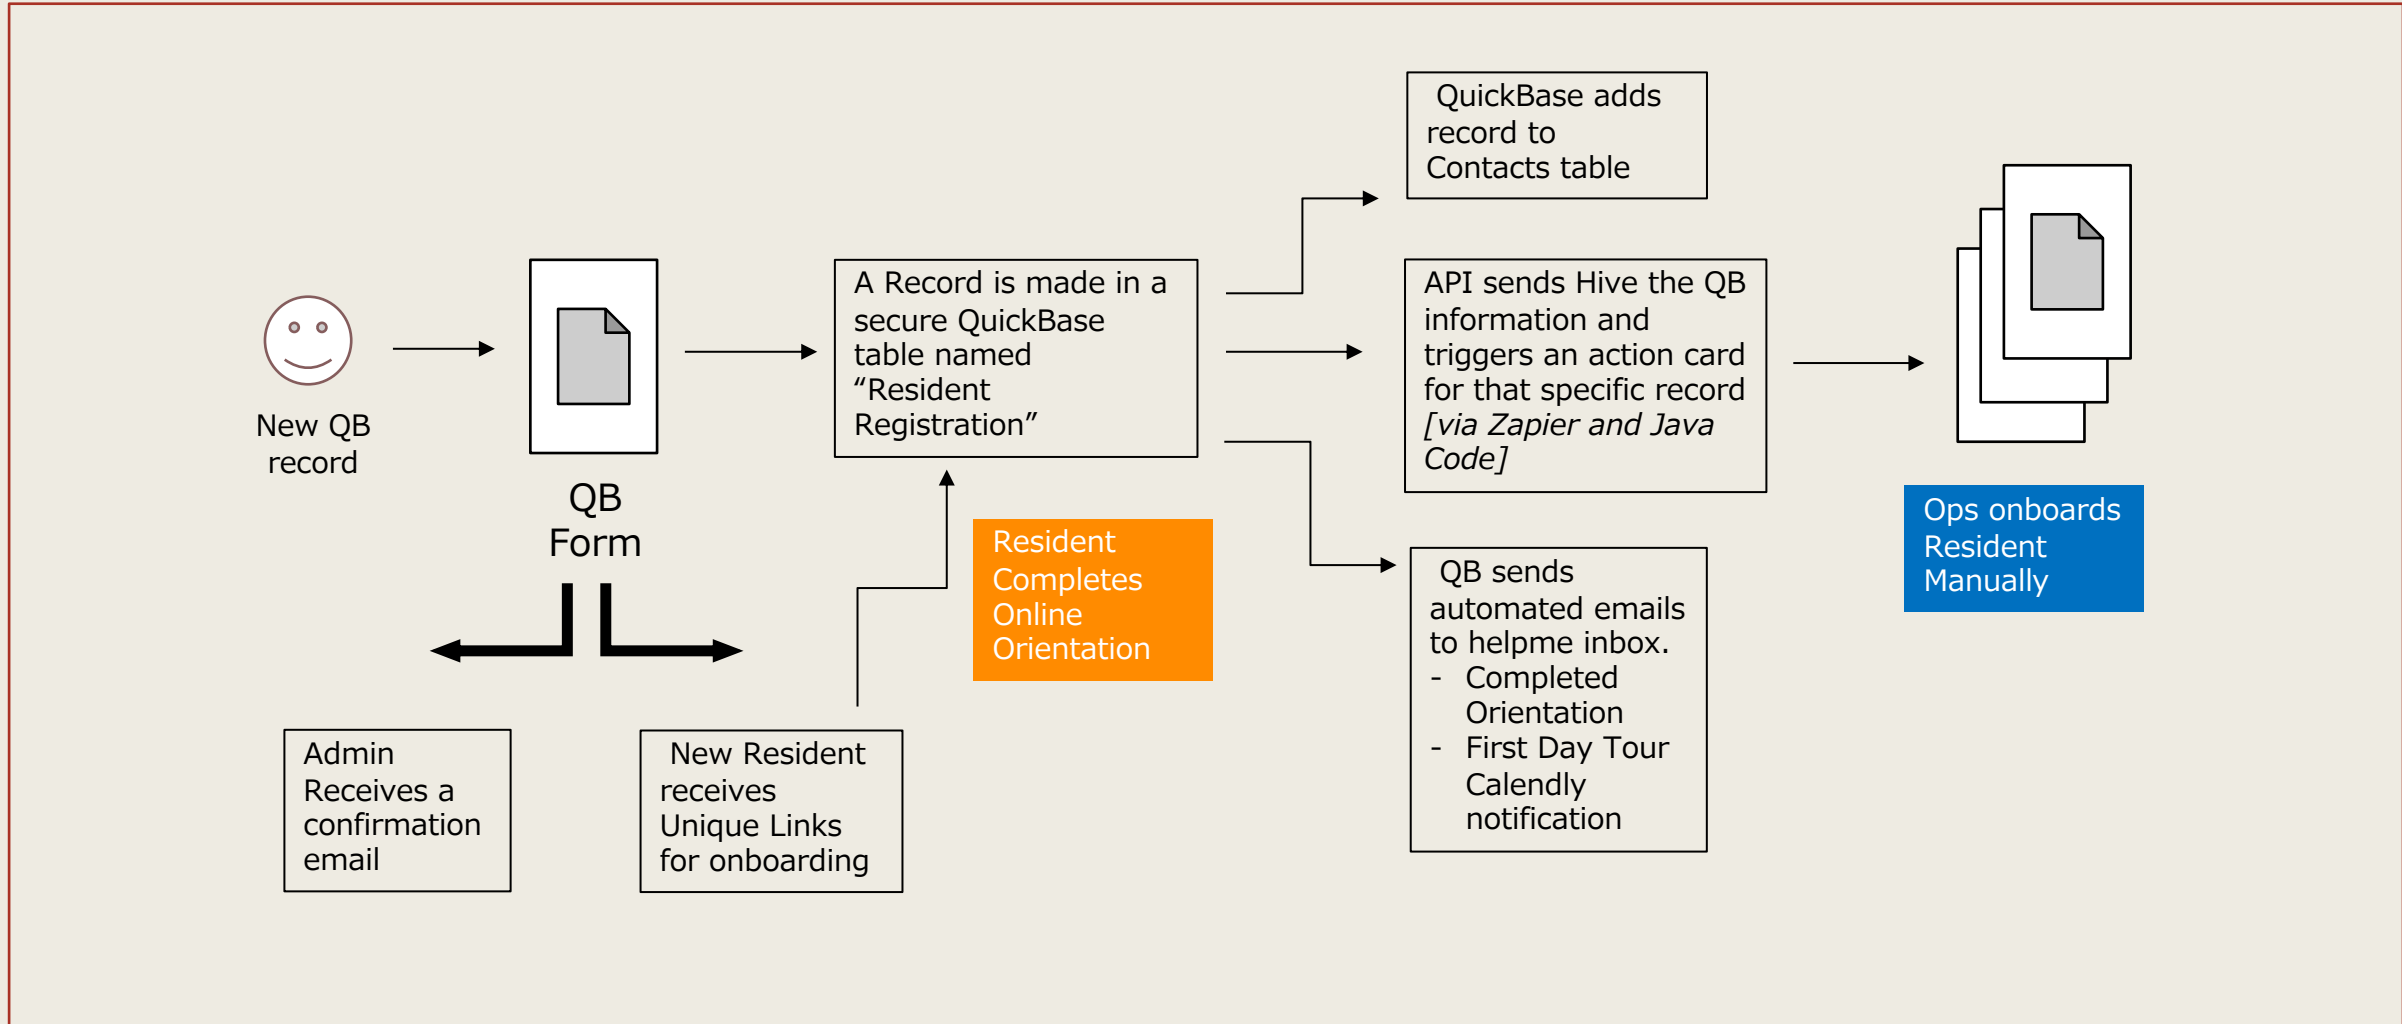 New QB
record
QB
Form
Admin
Receives a
confirmation
email
New Resident
receives
Unique Links
for onboarding
A Record is made in a
secure QuickBase
table named
“Resident
Registration”
Resident
Completes
Online
Orientation
QuickBase adds
record to
Contacts table
API sends Hive the QB
information and
triggers an action card
for that specific record
[via Zapier and Java
Code]
QB sends
automated emails
to helpme inbox.
- Completed
Orientation
- First Day Tour
Calendly
notification
Ops onboards
Resident
Manually